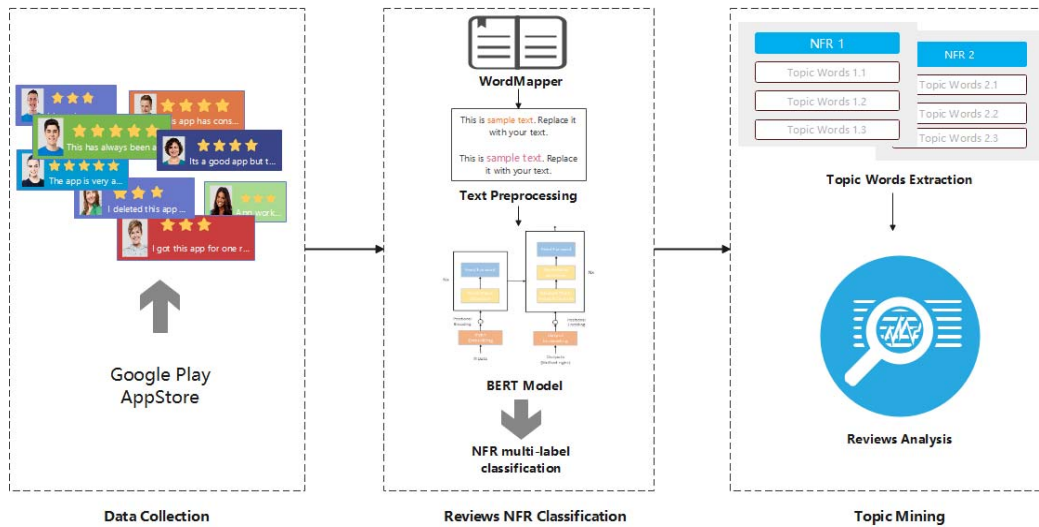 This app has cons...
This has always been a
Its a good app but t...
The app is very a...
I deleted this app ...
App work...
I got this app for one r...
Google Play
AppStore
Data Collection
WordMapper
This is sample text. Replace it
with your text.
This is sample text. Replace
it with your text.
Text Preprocessing
BERT Model
NFR multi-label
classification
Reviews NFR Classification
NFR 1
Topic Words 1.1
Topic Words 1.2
Topic Words 1.3
NFR 2
Topic Words 2.1
Topic Words 2.2
Topic Words 2.3
Topic Words Extraction
Reviews Analysis
Topic Mining